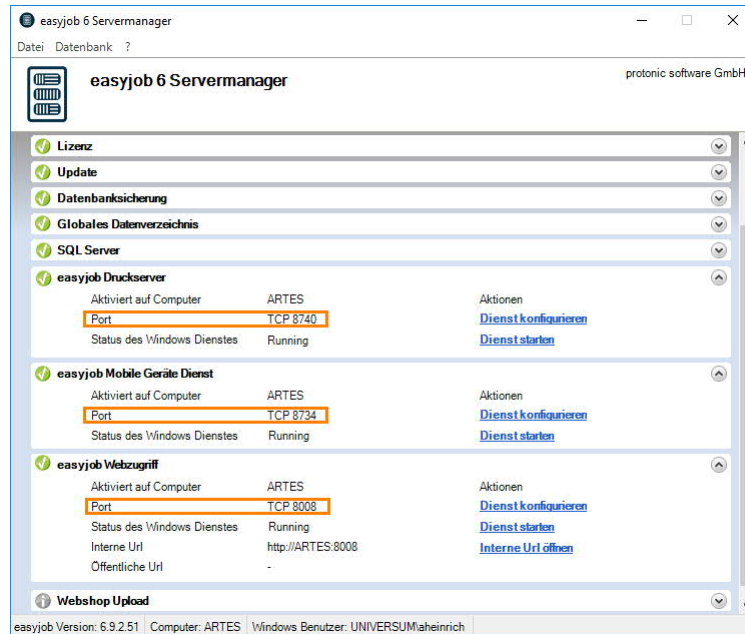 easyjob 6 Servermanager
Datei Datenbank ?
easyjob 6 Servermanager
protonic software GmbH
Lizenz
Update
Datenbanksicherung
Globales Datenverzeichnis
SQL Server
easyjob Druckserver
Aktiviert auf Computer ARTES Aktionen
Port TCP 8740 Dienst konfigurieren
Status des Windows Dienstes Running Dienst starten
easyjob Mobile Geräte Dienst
Aktiviert auf Computer ARTES Aktionen
Port TCP 8734 Dienst konfigurieren
Status des Windows Dienstes Running Dienst starten
easyjob Webzugriff
Aktiviert auf Computer ARTES Aktionen
Port TCP 8008 Dienst konfigurieren
Status des Windows Dienstes Running Dienst starten
Interne Url http://ARTES:8008 Interne Url öffnen
Öffentliche Url -
Webshop Upload
easyjob Version: 6.9.2.51 Computer: ARTES Windows Benutzer: UNIVERSUM\aheinrich